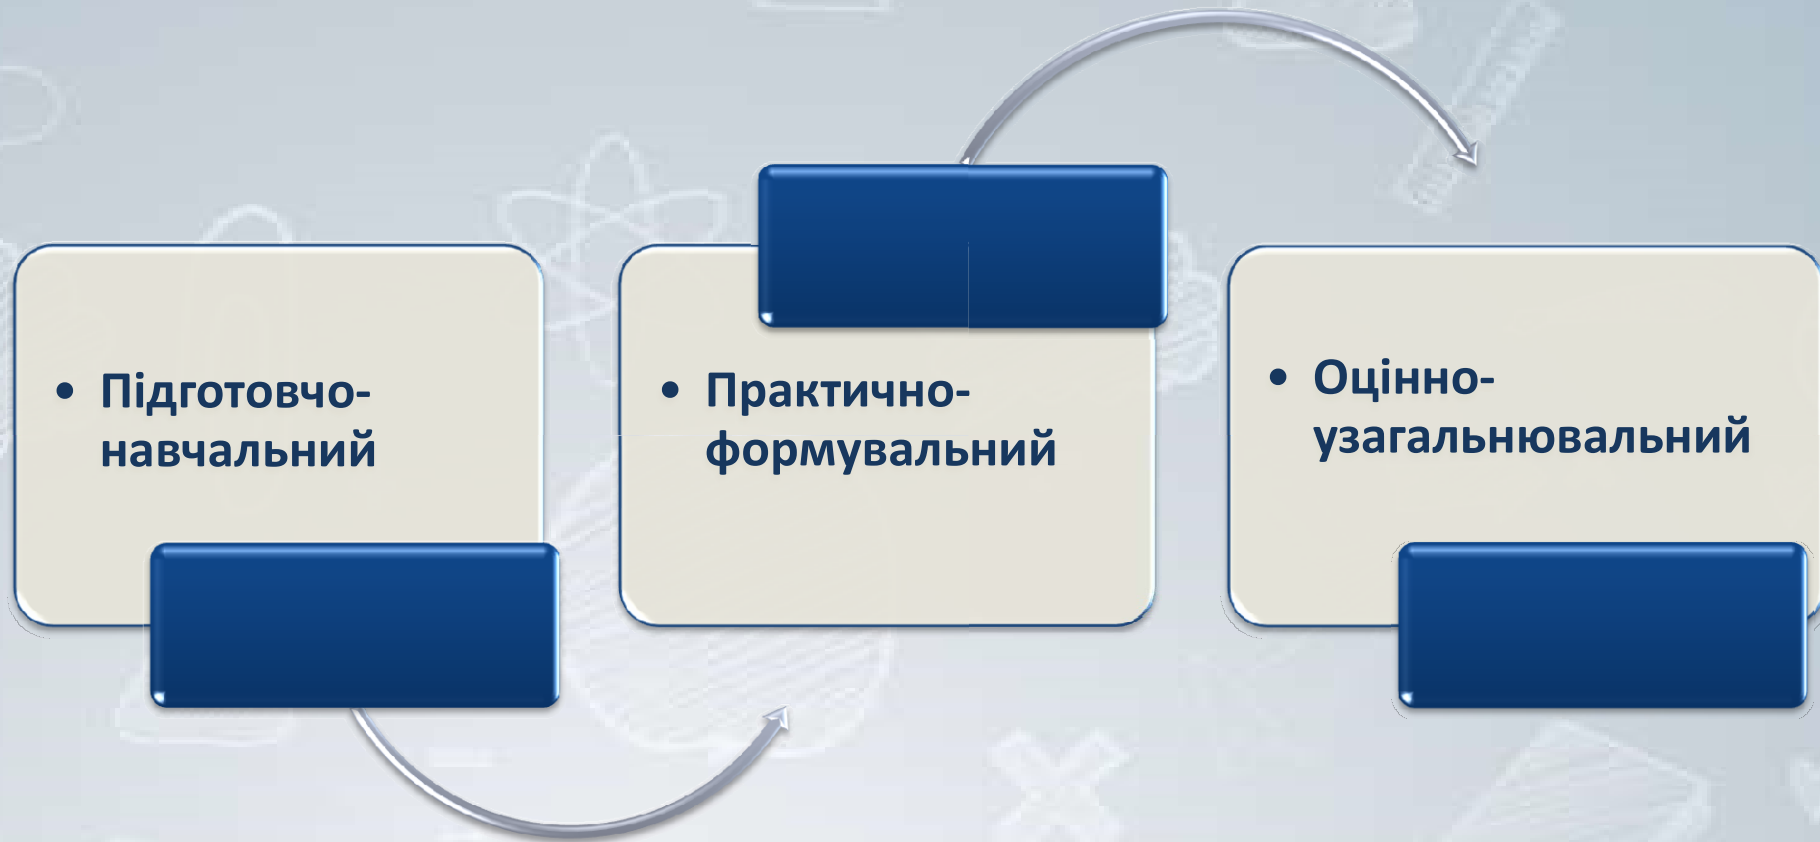 • Підготовчо-
навчальний
• Практично-
формувальний
• Оцінно-
узагальнювальний